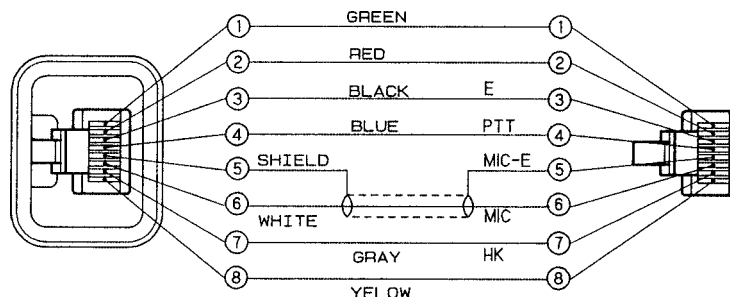 1 GREEN 1
2 RED 2
3 BLACK E 3
4 BLUE PTT 4
5 SHIELD MIC-E 5
6 WHITE MIC 6
7 GRAY HK 7
8 YELOW 8